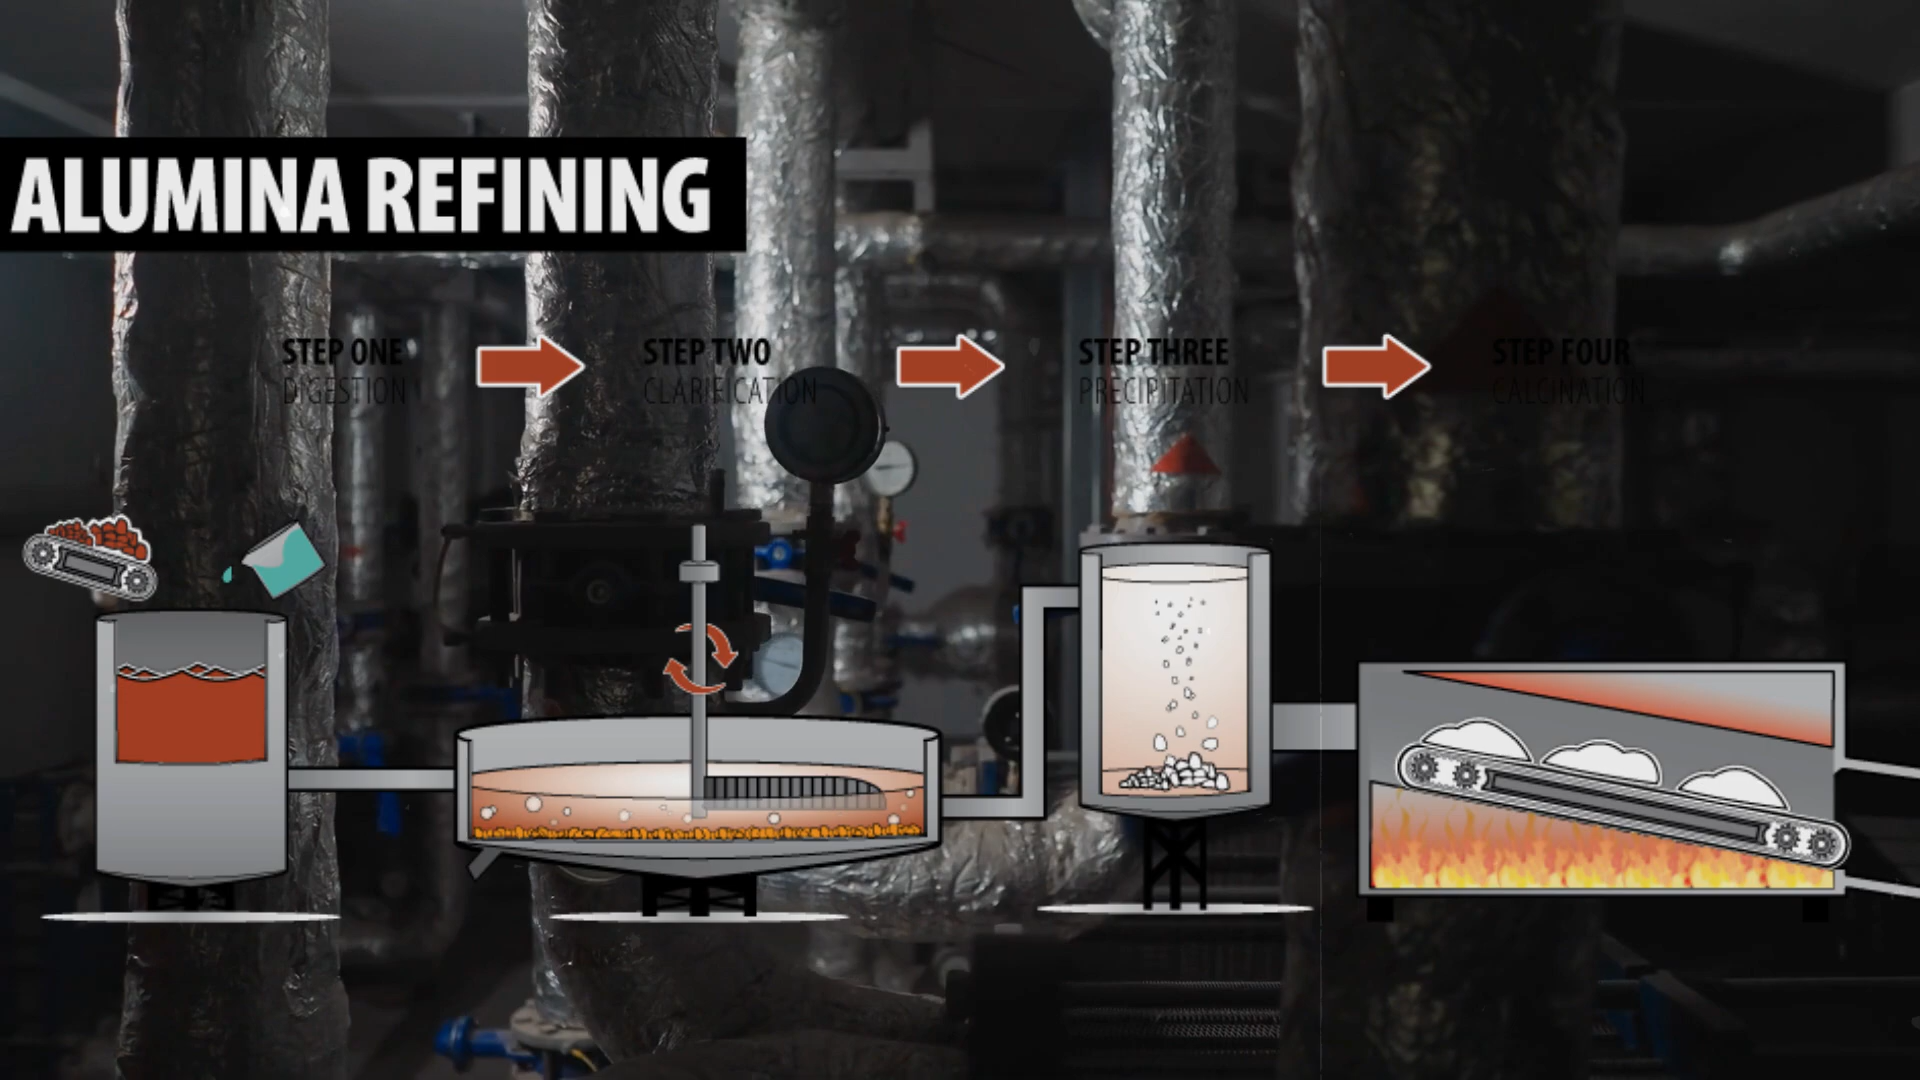 ALUMINA REFINING
STEP ONE
DIGESTION
STEP TWO
CLARIFICATION
STEP THREE
PRECIPITATION
STEP FOUR
CALCINATION